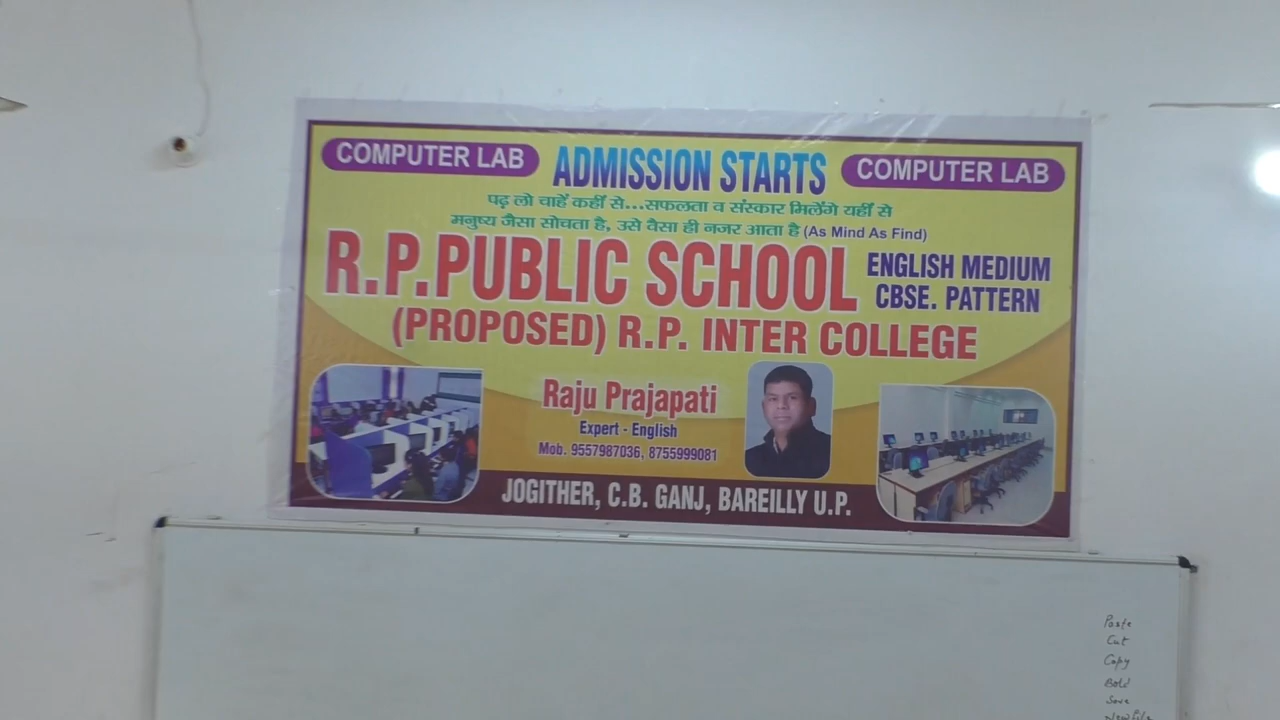 COMPUTER LAB
ADMISSION STARTS
COMPUTER LAB
पढ़ लो चाहें कहीं से...सफलता व संस्कार मिलेंगे यहीं से
मनुष्य जैसा सोचता है, उसे वैसा ही नजर आता है (As Mind As Find)
R.P.PUBLIC SCHOOL
ENGLISH MEDIUM
CBSE. PATTERN
(PROPOSED) R.P. INTER COLLEGE
Raju Prajapati
Expert - English
Mob. 9557987036, 8755999081
JOGITHER, C.B. GANJ, BAREILLY U.P.
Paste
Cut
Copy
Bold
Save
New File